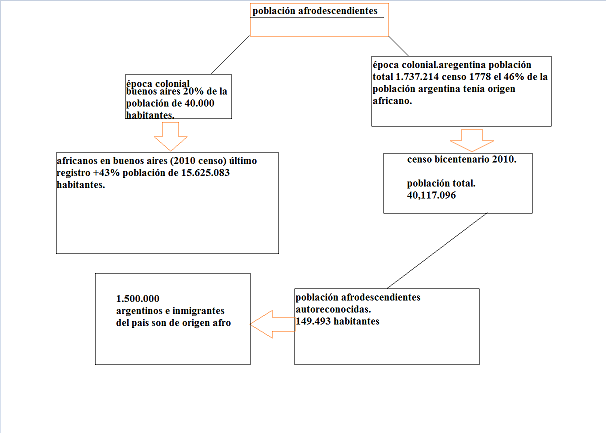 población afrodescendientes
época colonial
buenos aires 20% de la
población de 40.000
habitantes.
época colonial.aregentina población
total 1.737.214 censo 1778 el 46% de la
población argentina tenía origen
africano.
africanos en buenos aires (2010 censo) último
registro +43% población de 15.625.083
habitantes.
censo bicentenario 2010.
población total.
40,117.096
población afrodescendientes
autoreconocidas.
149.493 habitantes
1.500.000
argentinos e inmigrantes
del país son de origen afro